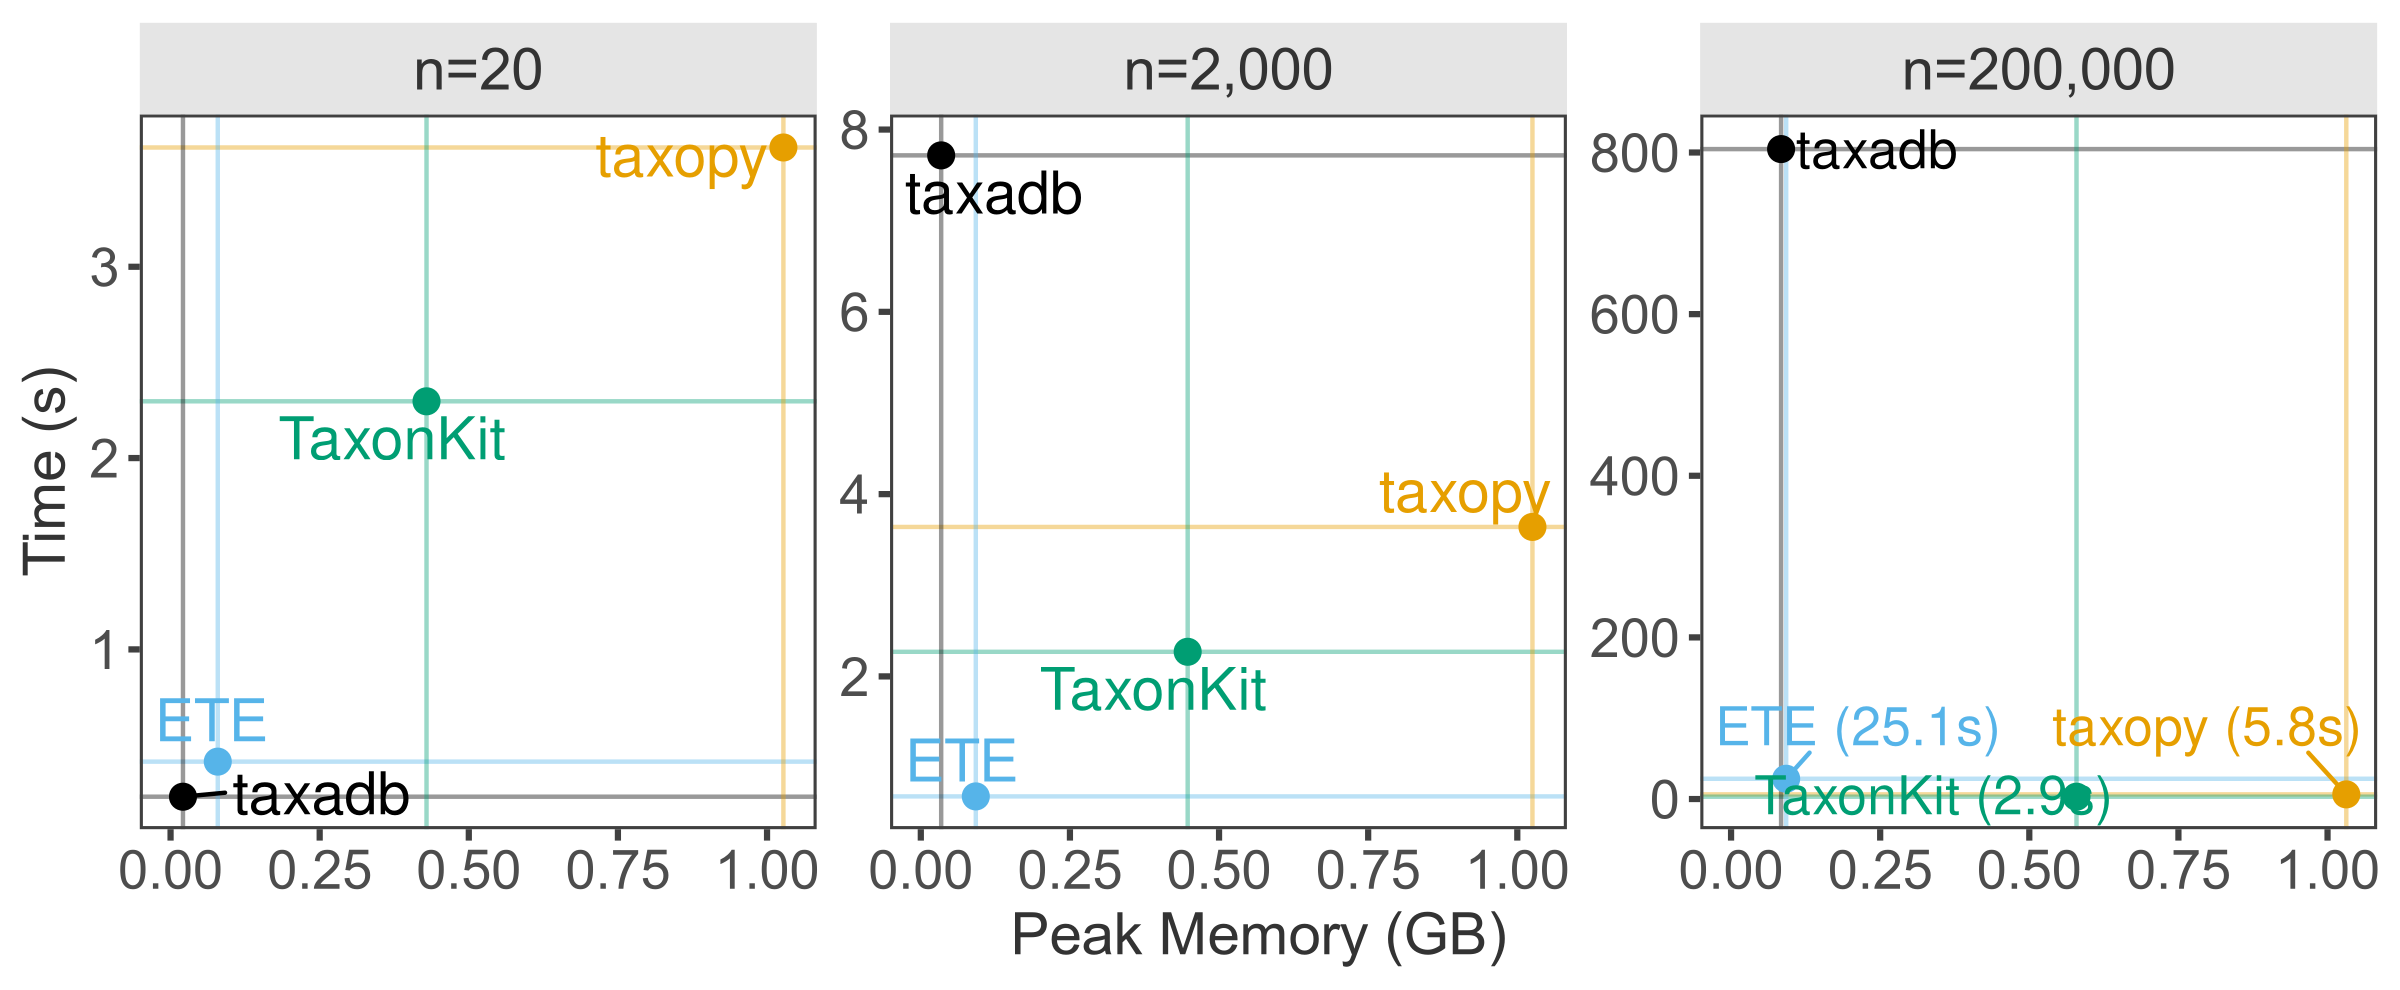 n=20
n=2,000
n=200,000
Time (s)
3
2
1
taxopy
TaxonKit
ETE
taxadb
0.00 0.25 0.50 0.75 1.00
8
6
4
2
taxadb
taxopy
TaxonKit
ETE
0.00 0.25 0.50 0.75 1.00
800
600
400
200
0
taxadb
ETE (25.1s)
taxopy (5.8s)
TaxonKit (2.9s)
0.00 0.25 0.50 0.75 1.00
Peak Memory (GB)